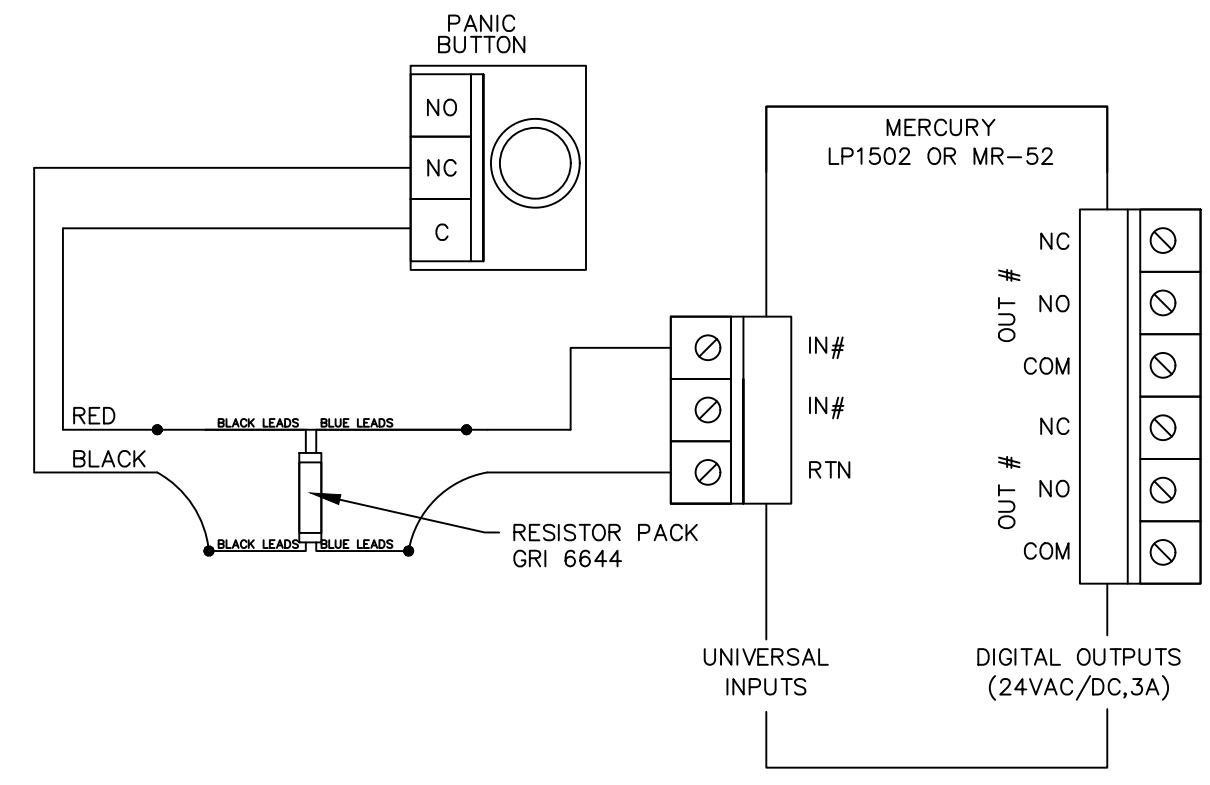 PANIC
BUTTON
NO
NC
C
MERCURY
LP1502 OR MR-52
NC
NO
COM
OUT #
NC
NO
COM
OUT #
IN#
IN#
RTN
RED
BLACK LEADS
BLUE LEADS
BLACK
BLACK LEADS
BLUE LEADS
RESISTOR PACK
GRI 6644
UNIVERSAL
INPUTS
DIGITAL OUTPUTS
(24VAC/DC,3A)